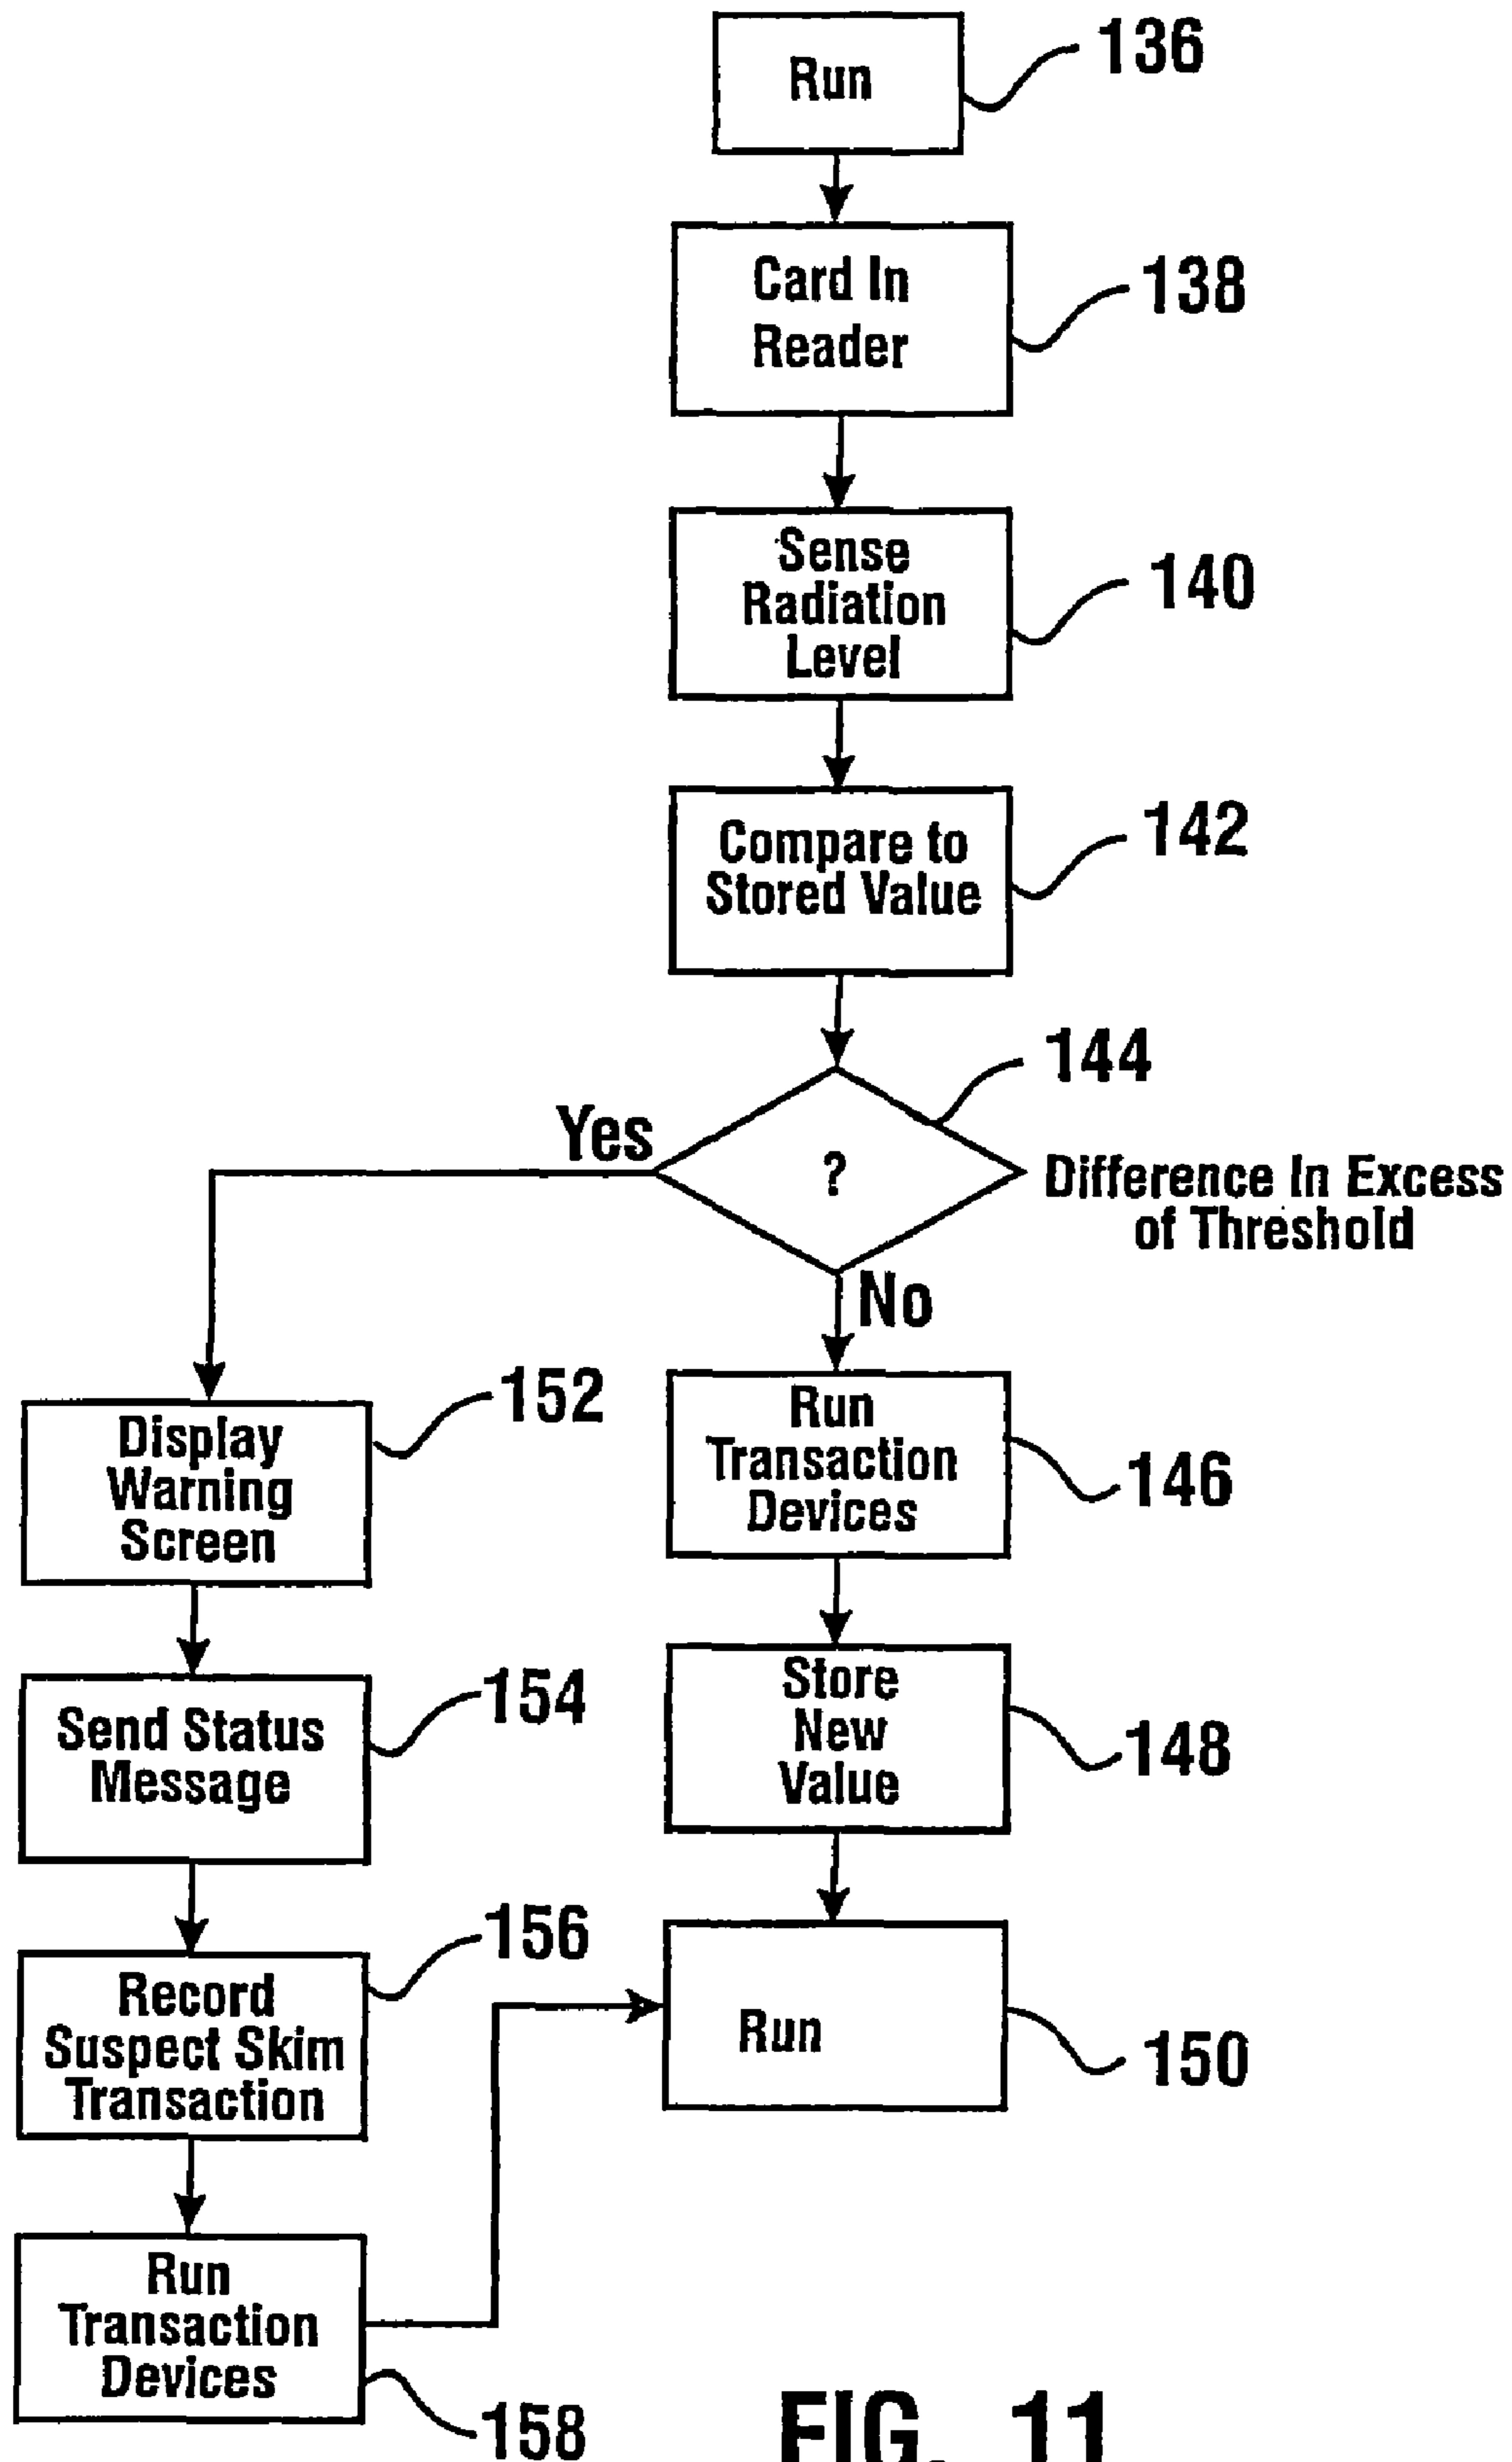 Run
136
Card In
Reader
138
Sense
Radiation
Level
140
Compare to
Stored Value
142
144
Yes
?
Difference In Excess
of Threshold
No
Display
Warning
Screen
152
Run
Transaction
Devices
146
Send Status
Message
154
Store
New
Value
148
Record
Suspect Skim
Transaction
156
Run
150
Run
Transaction
Devices
158
FIG. 11